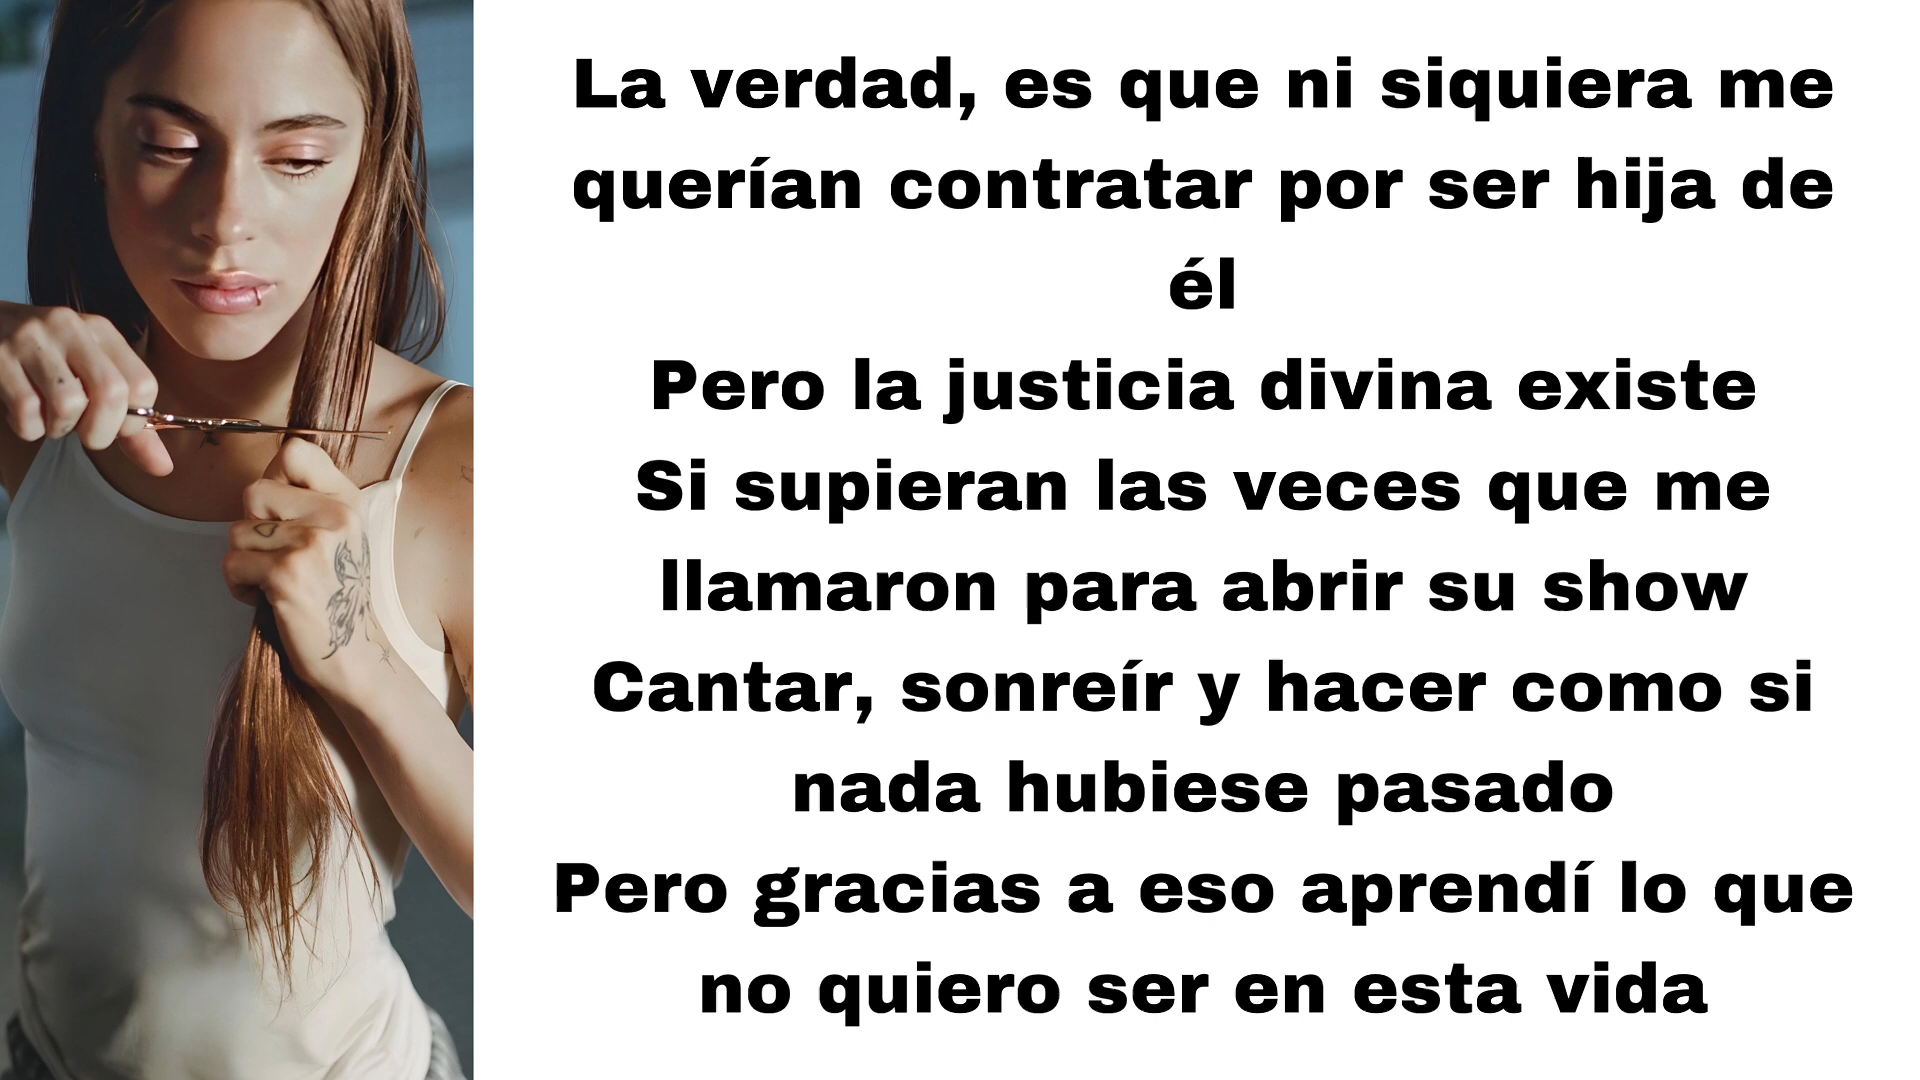 La verdad, es que ni siquiera me
querían contratar por ser hija de
él
Pero la justicia divina existe
Si supieran las veces que me
llamaron para abrir su show
Cantar, sonreír y hacer como si
nada hubiese pasado
Pero gracias a eso aprendí lo que
no quiero ser en esta vida